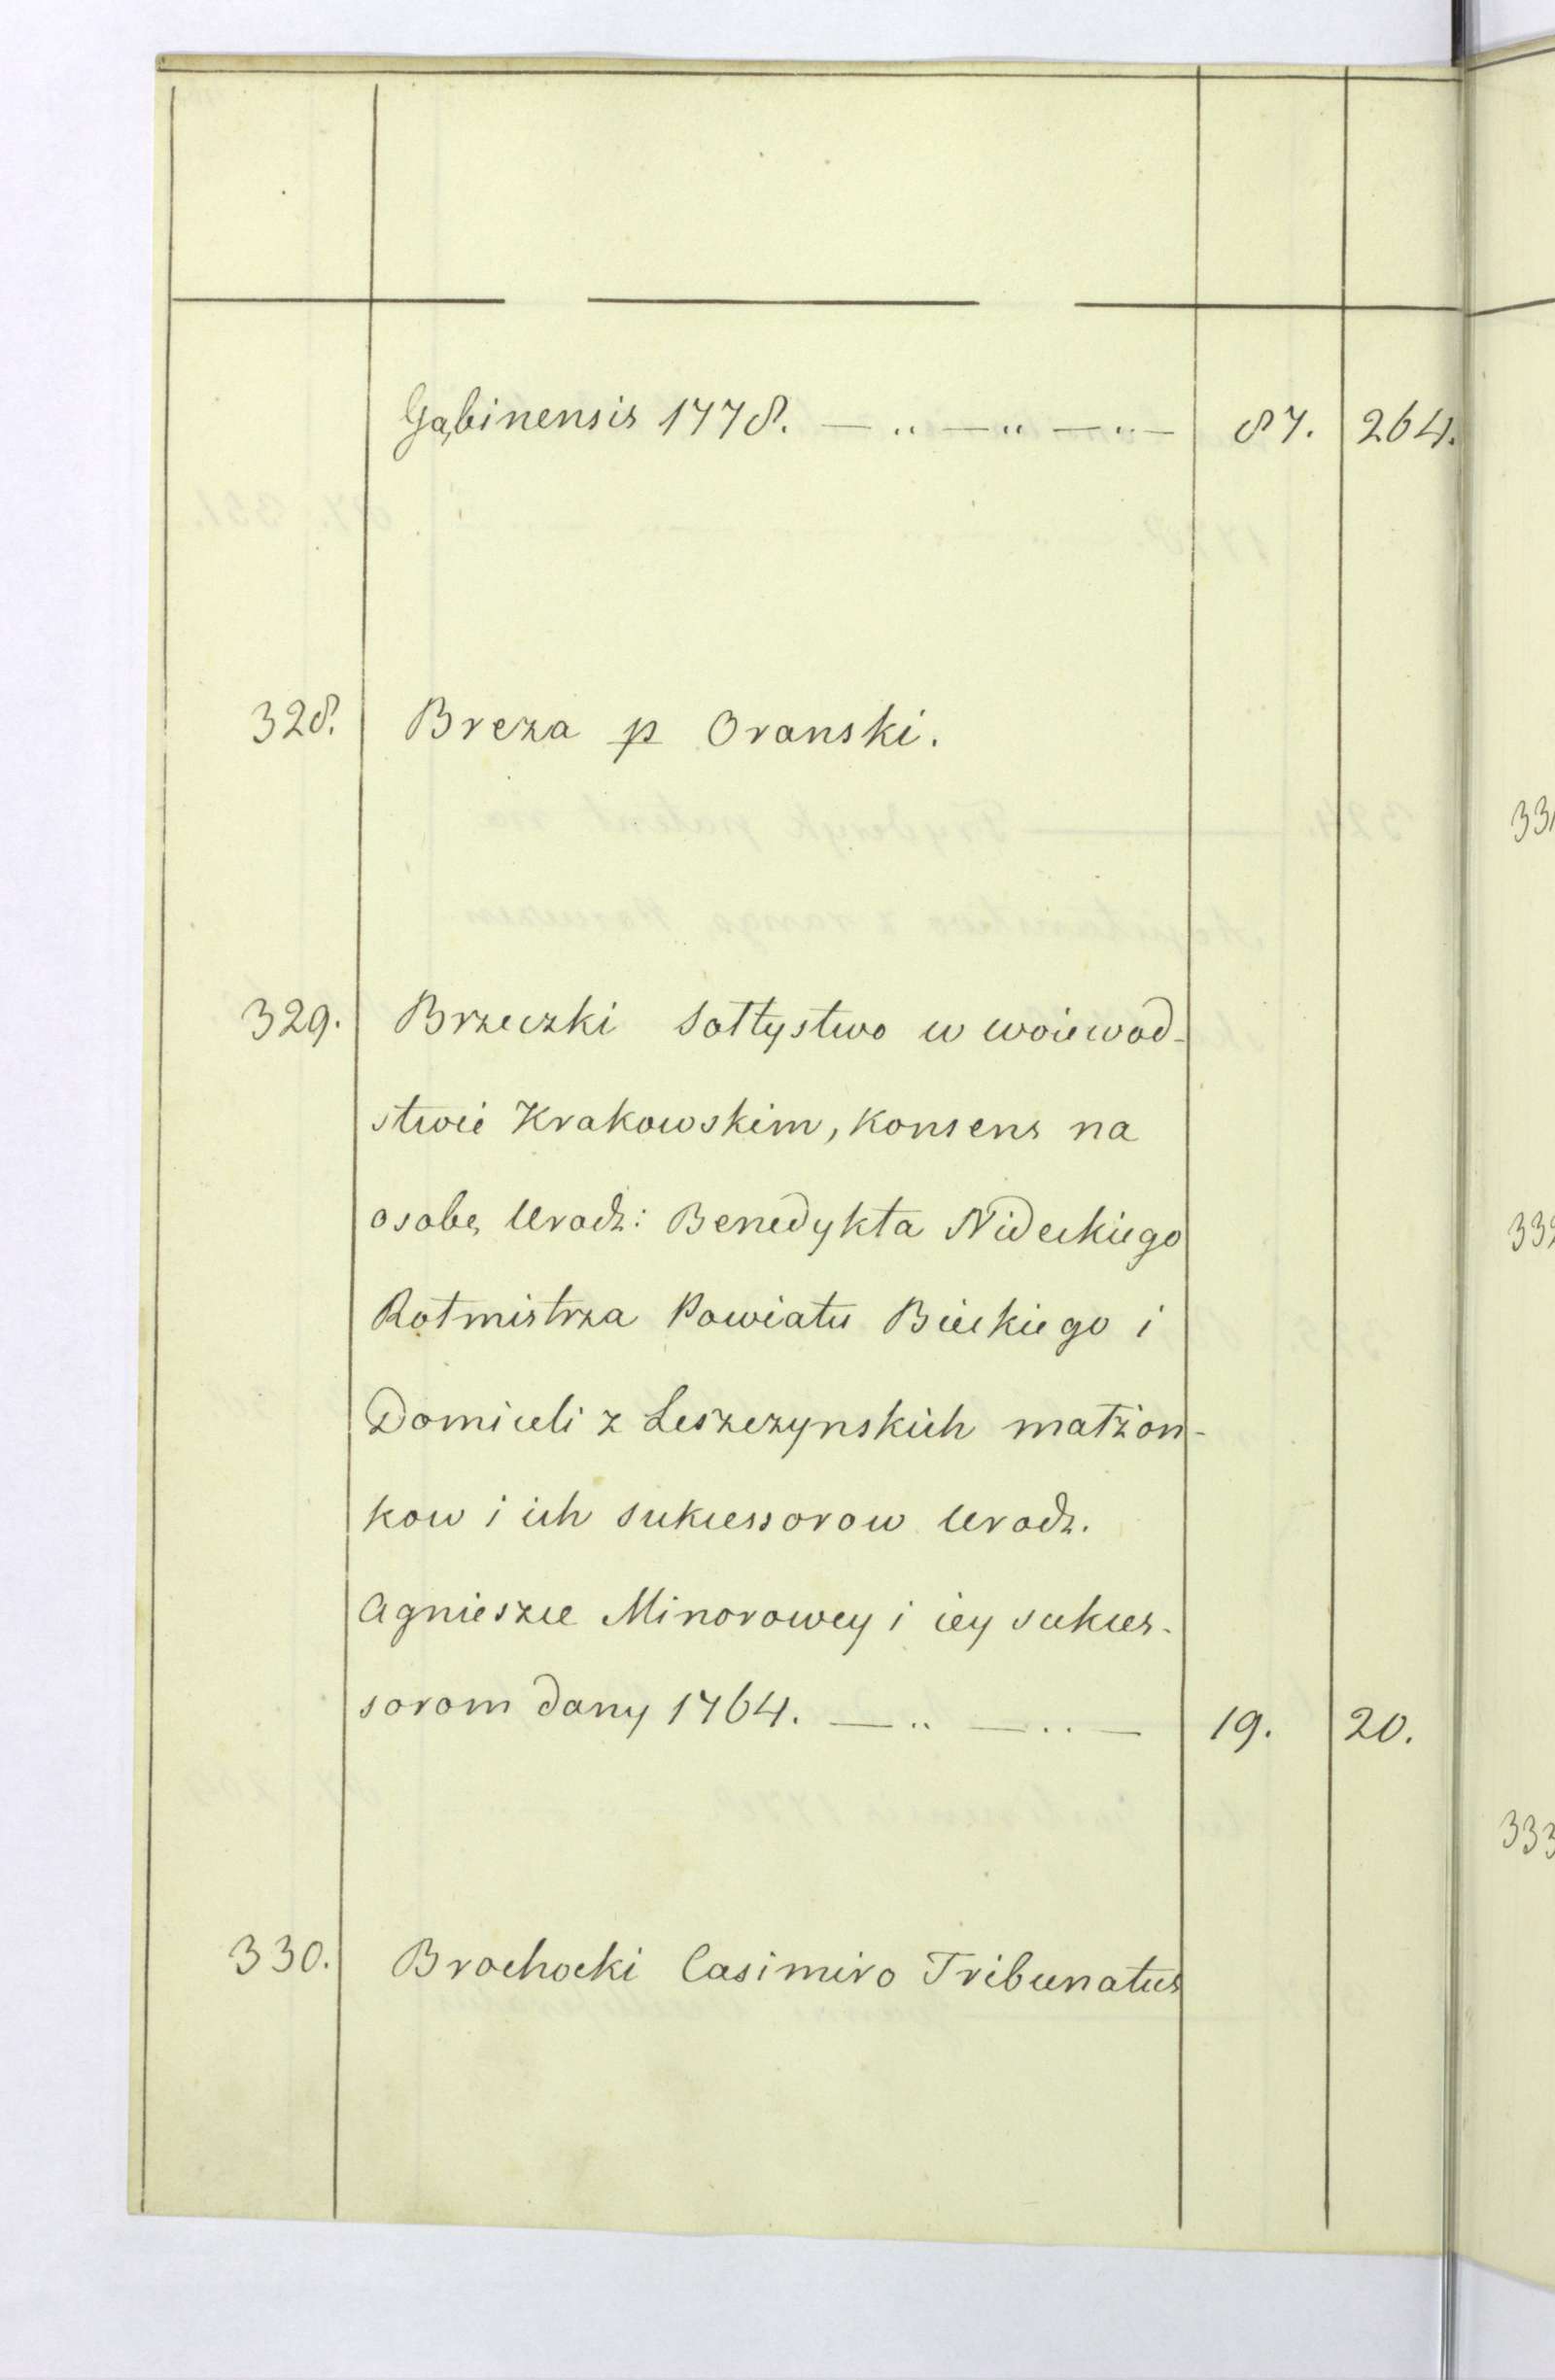 Gąbinensis 1778. — „ — „ — „ — 87. 264.
328. Breza p Oranski.
329. Brzeczki sołtystwo w woiewod-
stwie Krakowskim, konsens na
osobę Urodz: Benedykta Nideckiego
Rotmistrza Powiatu Bieckiego i
Domiceli z Leszczynskich małżon-
kow i ich sukcessorow Urodz.
Agnieszce Minorowey i iey sukces-
sorom dany 1764. — „ — „ — 19. 20.
330. Brochocki Casimiro Tribunatus